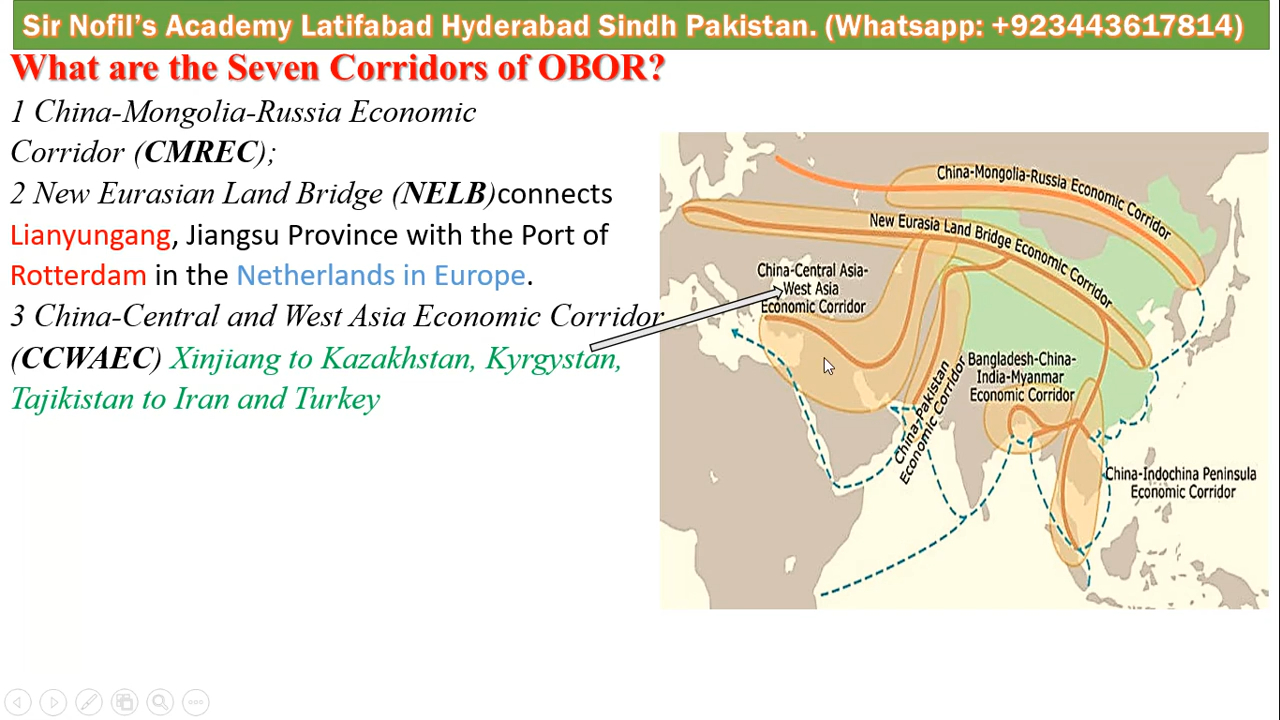 Sir Nofil’s Academy Latifabad Hyderabad Sindh Pakistan. (Whatsapp: +923443617814)
What are the Seven Corridors of OBOR?
1 China-Mongolia-Russia Economic
Corridor (CMREC);
2 New Eurasian Land Bridge (NELB)connects
Lianyungang, Jiangsu Province with the Port of
Rotterdam in the Netherlands in Europe.
3 China-Central and West Asia Economic Corridor
(CCWAEC) Xinjiang to Kazakhstan, Kyrgystan,
Tajikistan to Iran and Turkey
China-Mongolia-Russia Economic Corridor
New Eurasia Land Bridge Economic Corridor
China-Central Asia-
West Asia
Economic Corridor
China-Pakistan
Economic Corridor
Bangladesh-China-
India-Myanmar
Economic Corridor
China-Indochina Peninsula
Economic Corridor